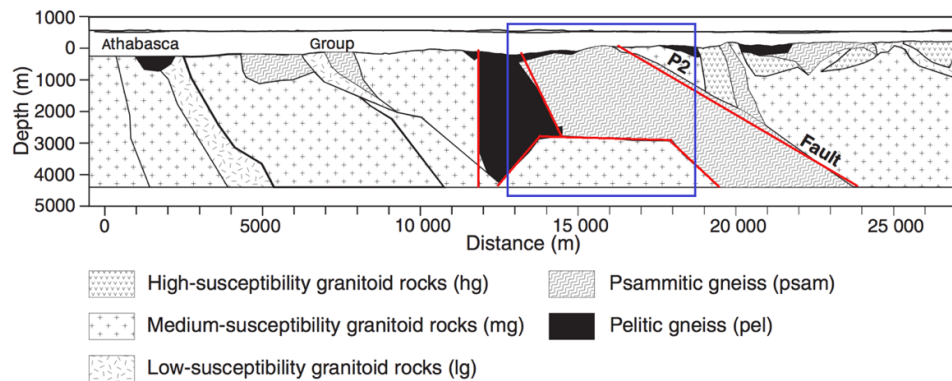 1000
Athabasca Group
0
P2
1000
2000
3000
Fault
4000
5000
Depth (m)
0 5000 10 000 15 000 20 000 25 000
Distance (m)
High-susceptibility granitoid rocks (hg)
Psammitic gneiss (psam)
Medium-susceptibility granitoid rocks (mg)
Pelitic gneiss (pel)
Low-susceptibility granitoid rocks (lg)